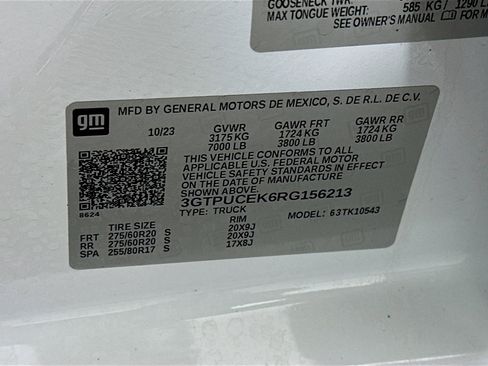 GOOSENECK TWR:
MAX TONGUE WEIGHT: 585 KG / 1290 L
SEE OWNER'S MANUAL FOR M
gm
MFD BY GENERAL MOTORS DE MEXICO, S. DE R.L. DE C.V.
10/23 GVWR GAWR FRT GAWR RR
3175 KG 1724 KG 1724 KG
7000 LB 3800 LB 3800 LB
THIS VEHICLE CONFORMS TO ALL
APPLICABLE U.S. FEDERAL MOTOR
VEHICLE SAFETY STANDARDS IN EFFECT
ON THE DATE OF MANUFACTURE SHOWN ABOVE.
3GTPUCEK6RG156213
TYPE: TRUCK MODEL: 63TK10543
8624
TIRE SIZE RIM
FRT 275/60R20 S 20X9J
RR 275/60R20 S 20X9J
SPA 255/80R17 S 17X8J